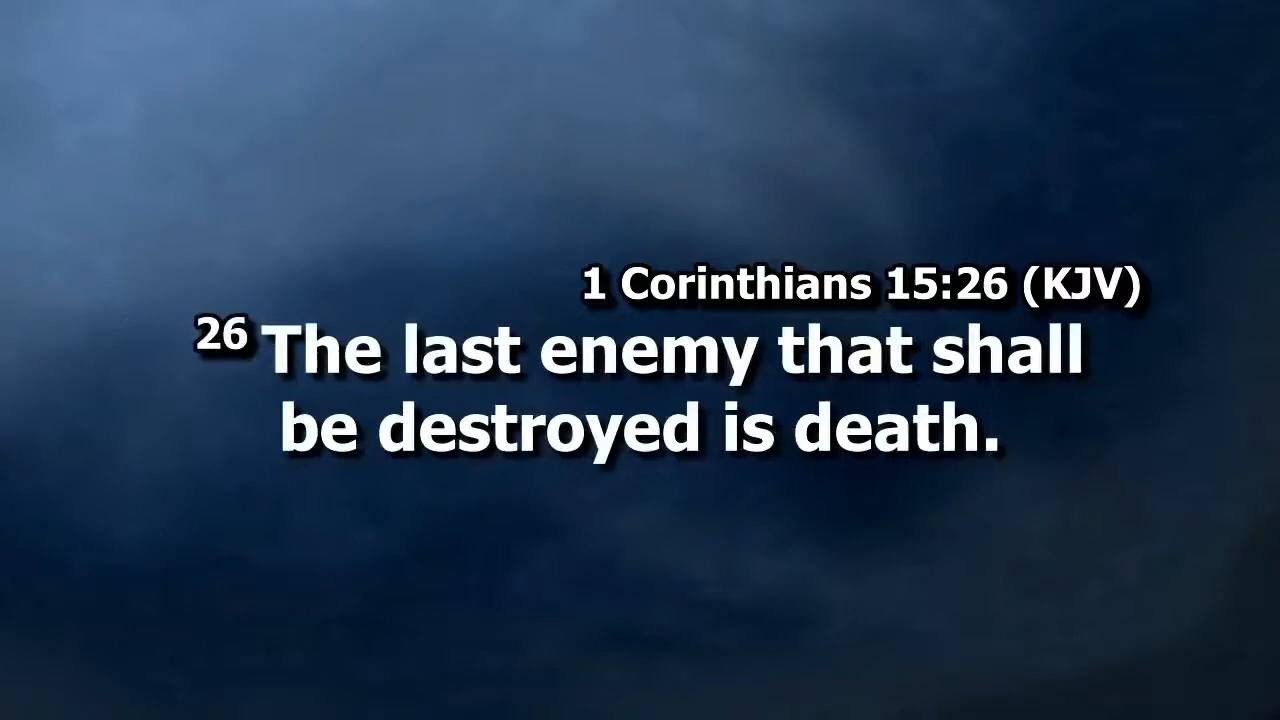 1 Corinthians 15:26 (KJV)
26 The last enemy that shall
be destroyed is death.